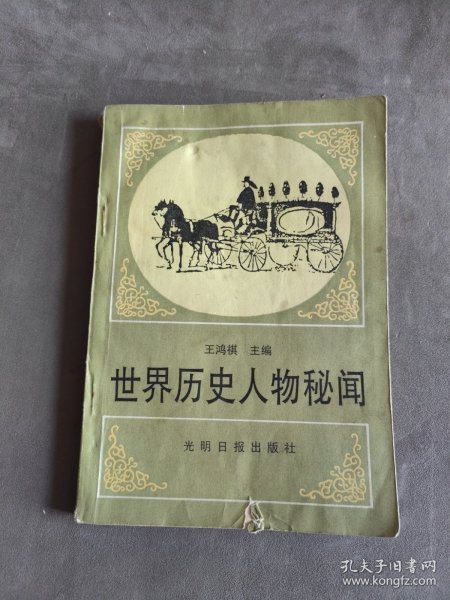 王鸿祺 主编
世界历史人物秘闻
光明日报出版社
孔夫子旧书网
www.kongfz.com